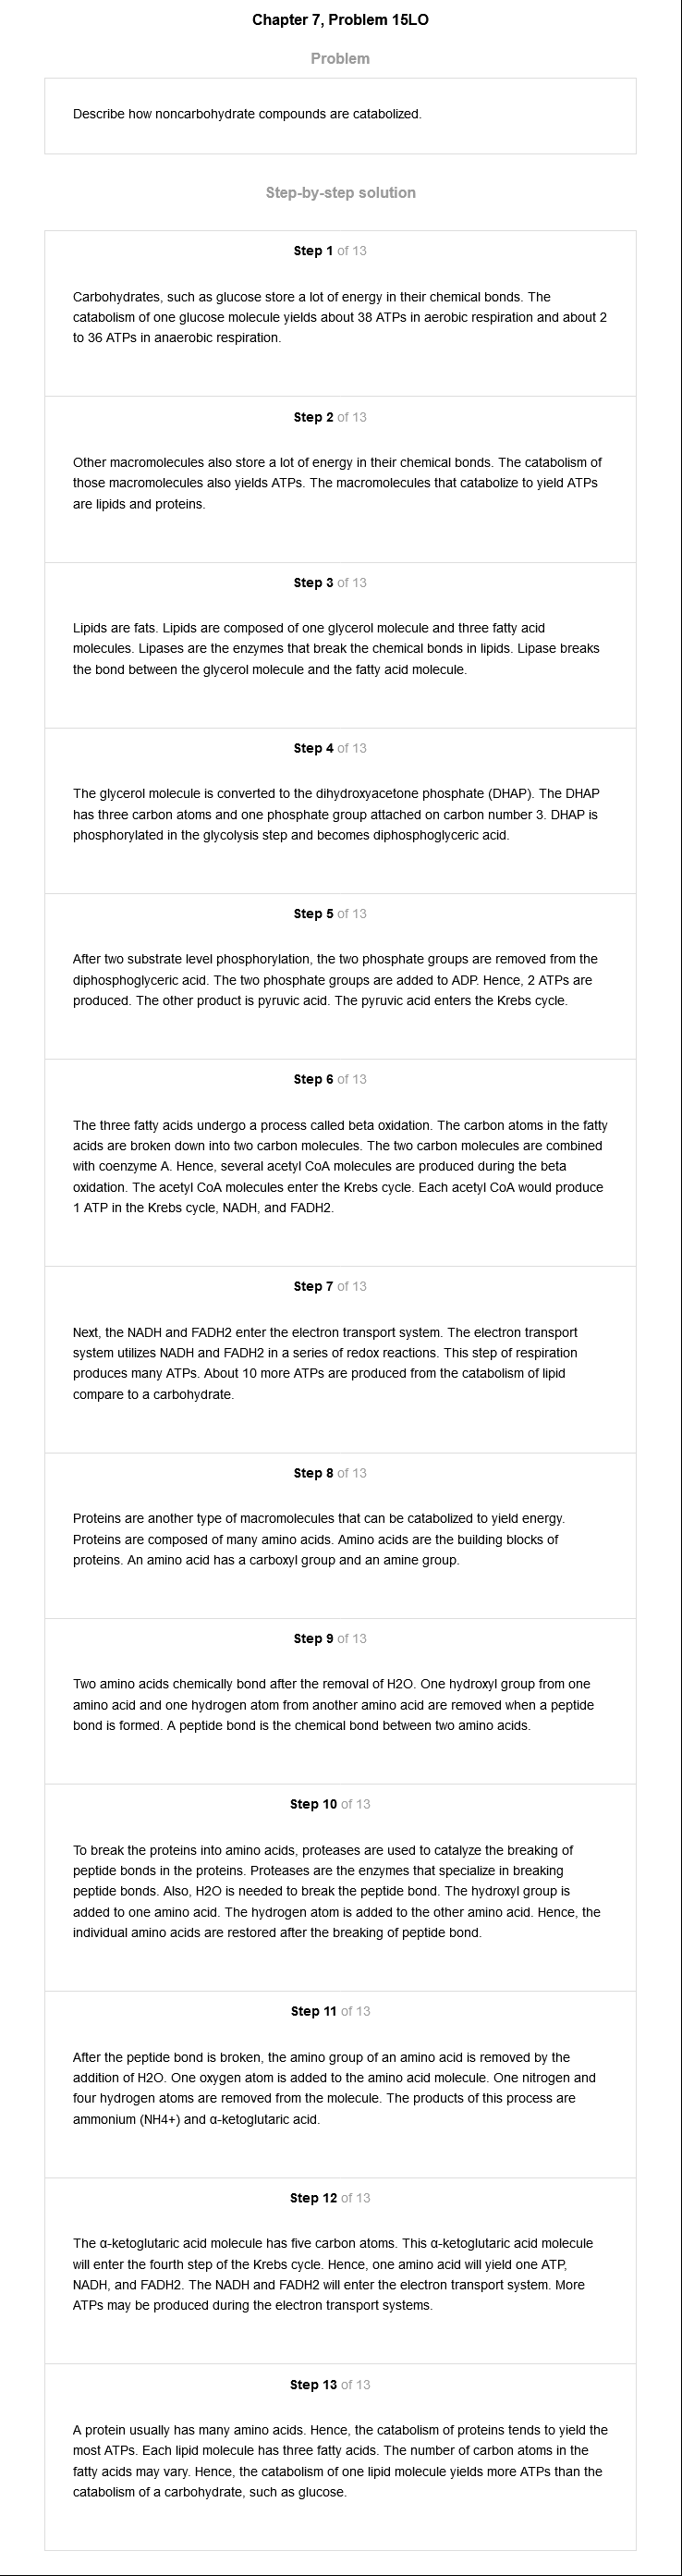 Chapter 7, Problem 15LO
Problem
Describe how noncarbohydrate compounds are catabolized.
Step-by-step solution
Step 1 of 13
Carbohydrates, such as glucose store a lot of energy in their chemical bonds. The
catabolism of one glucose molecule yields about 38 ATPs in aerobic respiration and about 2
to 36 ATPs in anaerobic respiration.
Step 2 of 13
Other macromolecules also store a lot of energy in their chemical bonds. The catabolism of
those macromolecules also yields ATPs. The macromolecules that catabolize to yield ATPs
are lipids and proteins.
Step 3 of 13
Lipids are fats. Lipids are composed of one glycerol molecule and three fatty acid
molecules. Lipases are the enzymes that break the chemical bonds in lipids. Lipase breaks
the bond between the glycerol molecule and the fatty acid molecule.
Step 4 of 13
The glycerol molecule is converted to the dihydroxyacetone phosphate (DHAP). The DHAP
has three carbon atoms and one phosphate group attached on carbon number 3. DHAP is
phosphorylated in the glycolysis step and becomes diphosphoglyceric acid.
Step 5 of 13
After two substrate level phosphorylation, the two phosphate groups are removed from the
diphosphoglyceric acid. The two phosphate groups are added to ADP. Hence, 2 ATPs are
produced. The other product is pyruvic acid. The pyruvic acid enters the Krebs cycle.
Step 6 of 13
The three fatty acids undergo a process called beta oxidation. The carbon atoms in the fatty
acids are broken down into two carbon molecules. The two carbon molecules are combined
with coenzyme A. Hence, several acetyl CoA molecules are produced during the beta
oxidation. The acetyl CoA molecules enter the Krebs cycle. Each acetyl CoA would produce
1 ATP in the Krebs cycle, NADH, and FADH2.
Step 7 of 13
Next, the NADH and FADH2 enter the electron transport system. The electron transport
system utilizes NADH and FADH2 in a series of redox reactions. This step of respiration
produces many ATPs. About 10 more ATPs are produced from the catabolism of lipid
compare to a carbohydrate.
Step 8 of 13
Proteins are another type of macromolecules that can be catabolized to yield energy.
Proteins are composed of many amino acids. Amino acids are the building blocks of
proteins. An amino acid has a carboxyl group and an amine group.
Step 9 of 13
Two amino acids chemically bond after the removal of H2O. One hydroxyl group from one
amino acid and one hydrogen atom from another amino acid are removed when a peptide
bond is formed. A peptide bond is the chemical bond between two amino acids.
Step 10 of 13
To break the proteins into amino acids, proteases are used to catalyze the breaking of
peptide bonds in the proteins. Proteases are the enzymes that specialize in breaking
peptide bonds. Also, H2O is needed to break the peptide bond. The hydroxyl group is
added to one amino acid. The hydrogen atom is added to the other amino acid. Hence, the
individual amino acids are restored after the breaking of peptide bond.
Step 11 of 13
After the peptide bond is broken, the amino group of an amino acid is removed by the
addition of H2O. One oxygen atom is added to the amino acid molecule. One nitrogen and
four hydrogen atoms are removed from the molecule. The products of this process are
ammonium (NH4+) and α-ketoglutaric acid.
Step 12 of 13
The α-ketoglutaric acid molecule has five carbon atoms. This α-ketoglutaric acid molecule
will enter the fourth step of the Krebs cycle. Hence, one amino acid will yield one ATP,
NADH, and FADH2. The NADH and FADH2 will enter the electron transport system. More
ATPs may be produced during the electron transport systems.
Step 13 of 13
A protein usually has many amino acids. Hence, the catabolism of proteins tends to yield the
most ATPs. Each lipid molecule has three fatty acids. The number of carbon atoms in the
fatty acids may vary. Hence, the catabolism of one lipid molecule yields more ATPs than the
catabolism of a carbohydrate, such as glucose.